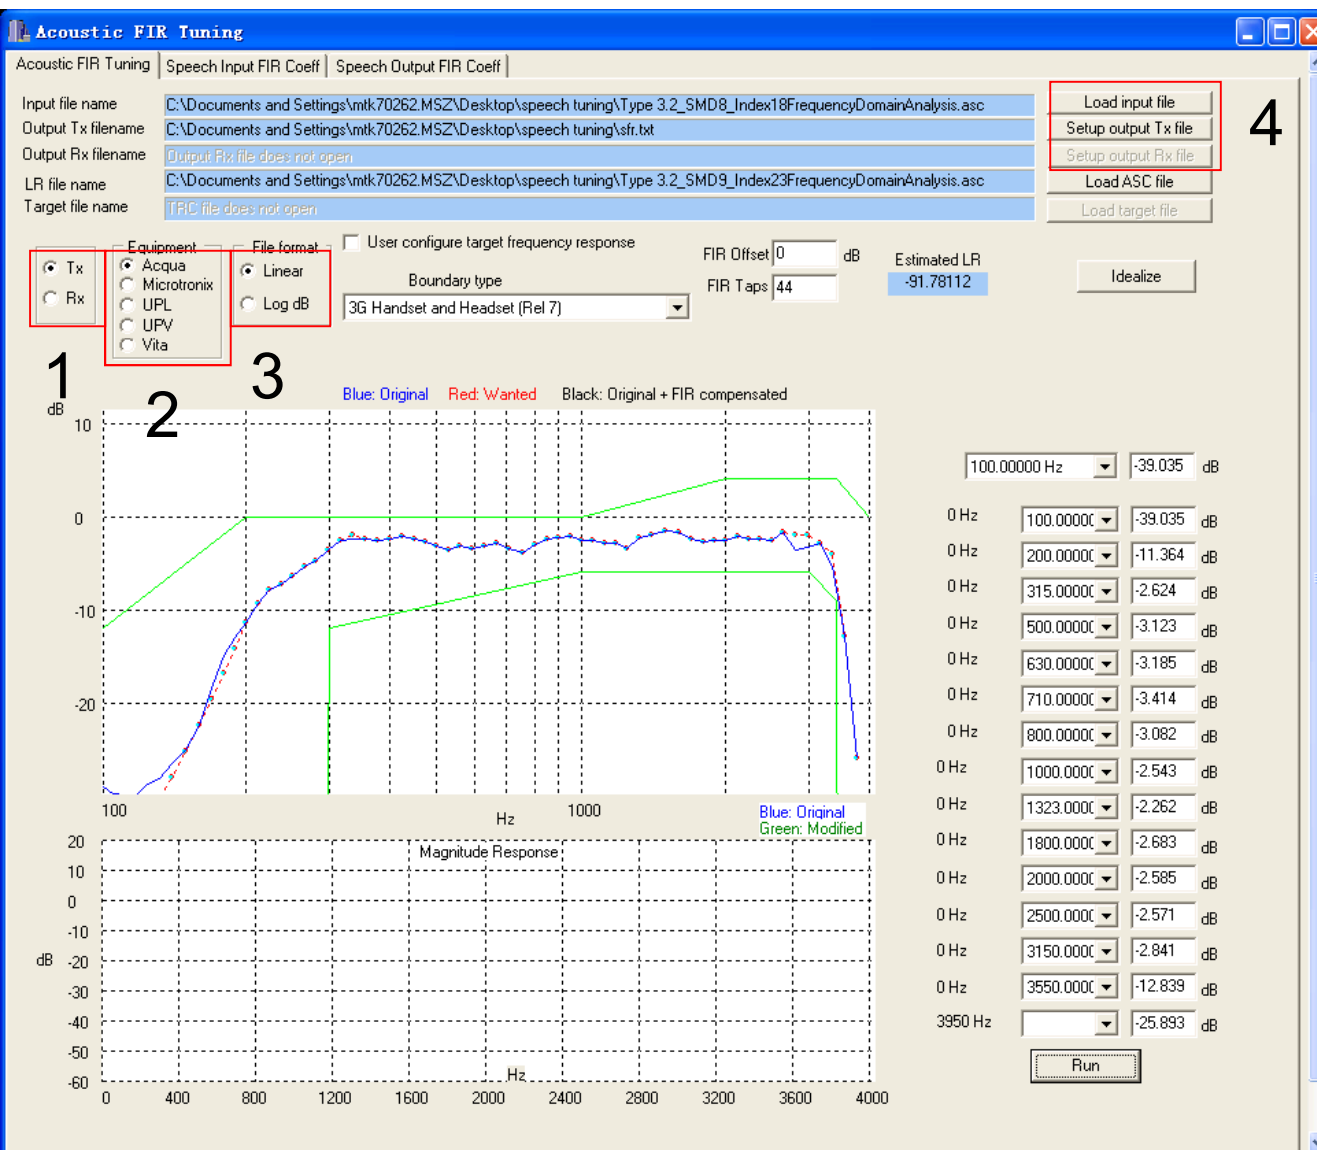 Acoustic FIR Tuning
Acoustic FIR Tuning Speech Input FIR Coeff Speech Output FIR Coeff
Input file name C:\Documents and Settings\mtk70262.MSZ\Desktop\speech tuning\Type 3.2_SMD8_Index18FrequencyDomainAnalysis.asc Load input file
Output Tx filename C:\Documents and Settings\mtk70262.MSZ\Desktop\speech tuning\sfr.txt Setup output Tx file
Output Rx filename Output Rx file does not open Setup output Rx file
LR file name C:\Documents and Settings\mtk70262.MSZ\Desktop\speech tuning\Type 3.2_SMD9_Index23FrequencyDomainAnalysis.asc Load ASC file
Target file name TRC file does not open Load target file
4
Tx
Rx
1
Equipment
Acqua
Microtronix
UPL
UPV
Vita
2
File format
Linear
Log dB
3
User configure target frequency response
Boundary type
3G Handset and Headset (Rel 7)
FIR Offset 0 dB
FIR Taps 44
Estimated LR
-91.78112
Idealize
Blue: Original Red: Wanted Black: Original + FIR compensated
dB
10
0
-10
-20
100 Hz 1000
Blue: Original
Green: Modified
Magnitude Response
20
10
0
-10
dB -20
-30
-40
-50
-60
Hz
0 400 800 1200 1600 2000 2400 2800 3200 3600 4000
100.00000 Hz -39.035 dB
0 Hz 100.0000( -39.035 dB
0 Hz 200.0000( -11.364 dB
0 Hz 315.0000( -2.624 dB
0 Hz 500.0000( -3.123 dB
0 Hz 630.0000( -3.185 dB
0 Hz 710.0000( -3.414 dB
0 Hz 800.0000( -3.082 dB
0 Hz 1000.000( -2.543 dB
0 Hz 1323.000( -2.262 dB
0 Hz 1800.000( -2.683 dB
0 Hz 2000.000( -2.585 dB
0 Hz 2500.000( -2.571 dB
0 Hz 3150.000( -2.841 dB
0 Hz 3550.000( -12.839 dB
3950 Hz -25.893 dB
Run